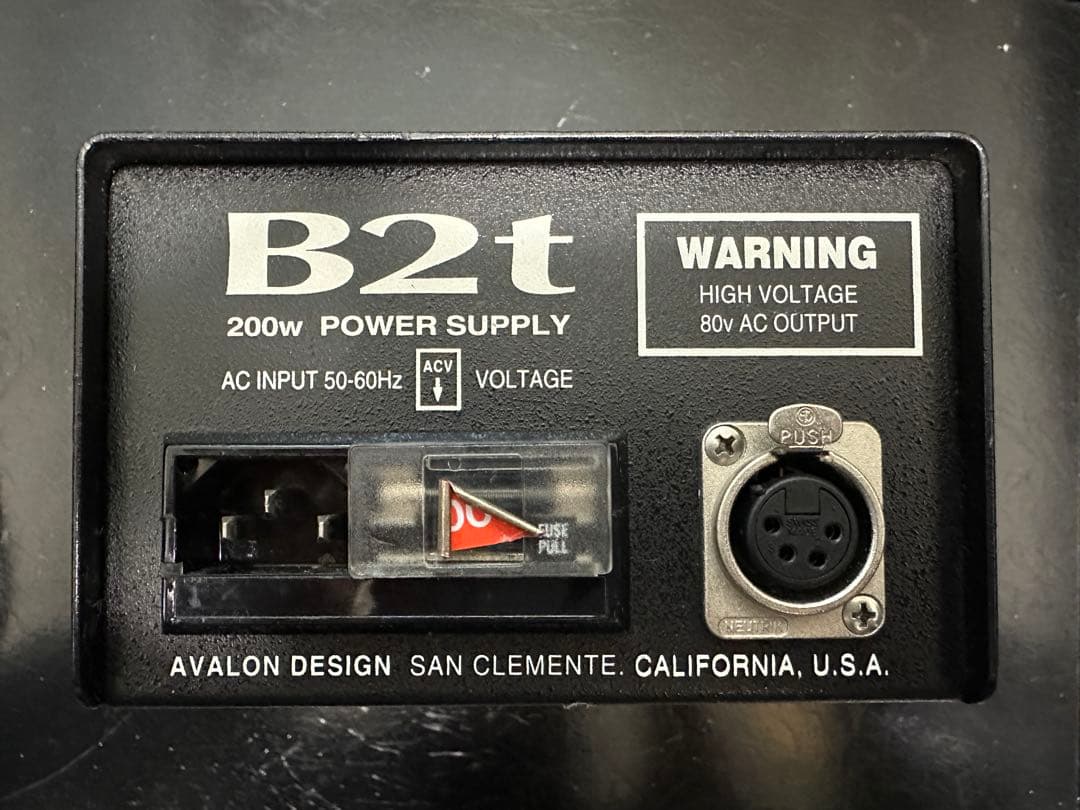 B2t
200w POWER SUPPLY
AC INPUT 50-60Hz
ACV
VOLTAGE
WARNING
HIGH VOLTAGE
80v AC OUTPUT
PUSH
FUSE
PULL
NEUTRIK
AVALON DESIGN SAN CLEMENTE. CALIFORNIA, U.S.A.